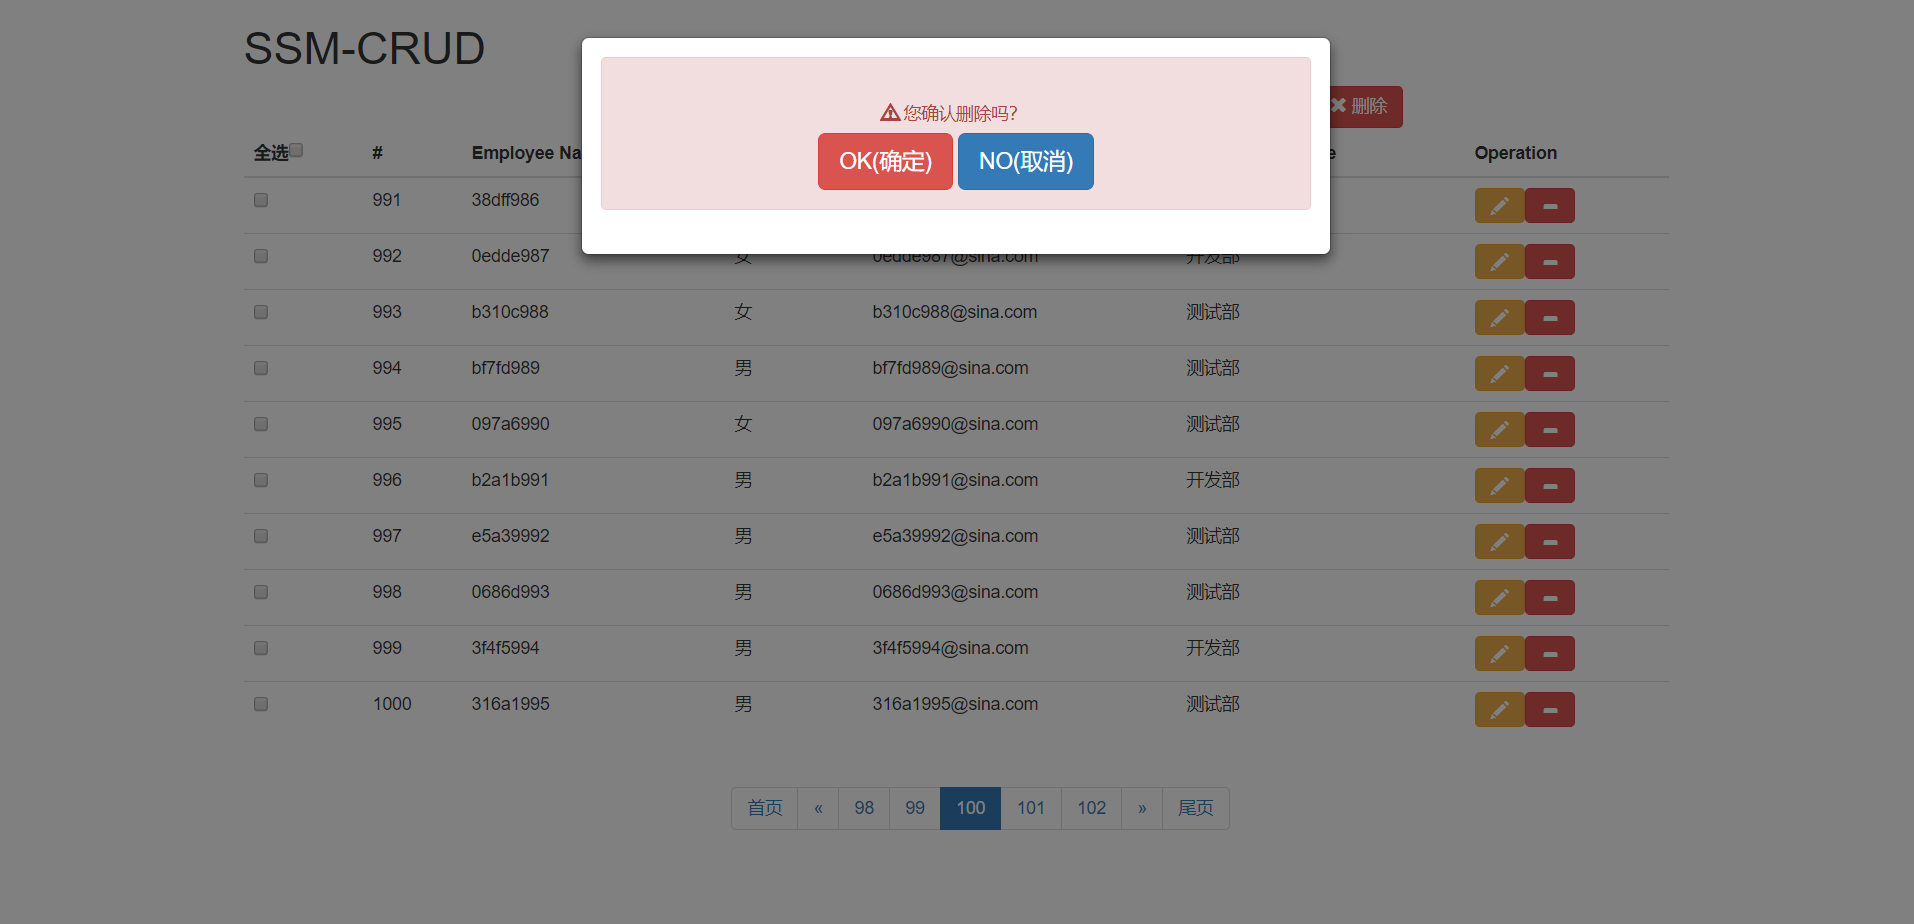 SSM-CRUD
您确认删除吗?
OK(确定) NO(取消)
删除
全选 # Employee Na e Operation
991 38dff986
992 0edde987 女 0edde987@sina.com 开发部
993 b310c988 女 b310c988@sina.com 测试部
994 bf7fd989 男 bf7fd989@sina.com 测试部
995 097a6990 女 097a6990@sina.com 测试部
996 b2a1b991 男 b2a1b991@sina.com 开发部
997 e5a39992 男 e5a39992@sina.com 测试部
998 0686d993 男 0686d993@sina.com 测试部
999 3f4f5994 男 3f4f5994@sina.com 开发部
1000 316a1995 男 316a1995@sina.com 测试部
首页 « 98 99 100 101 102 » 尾页